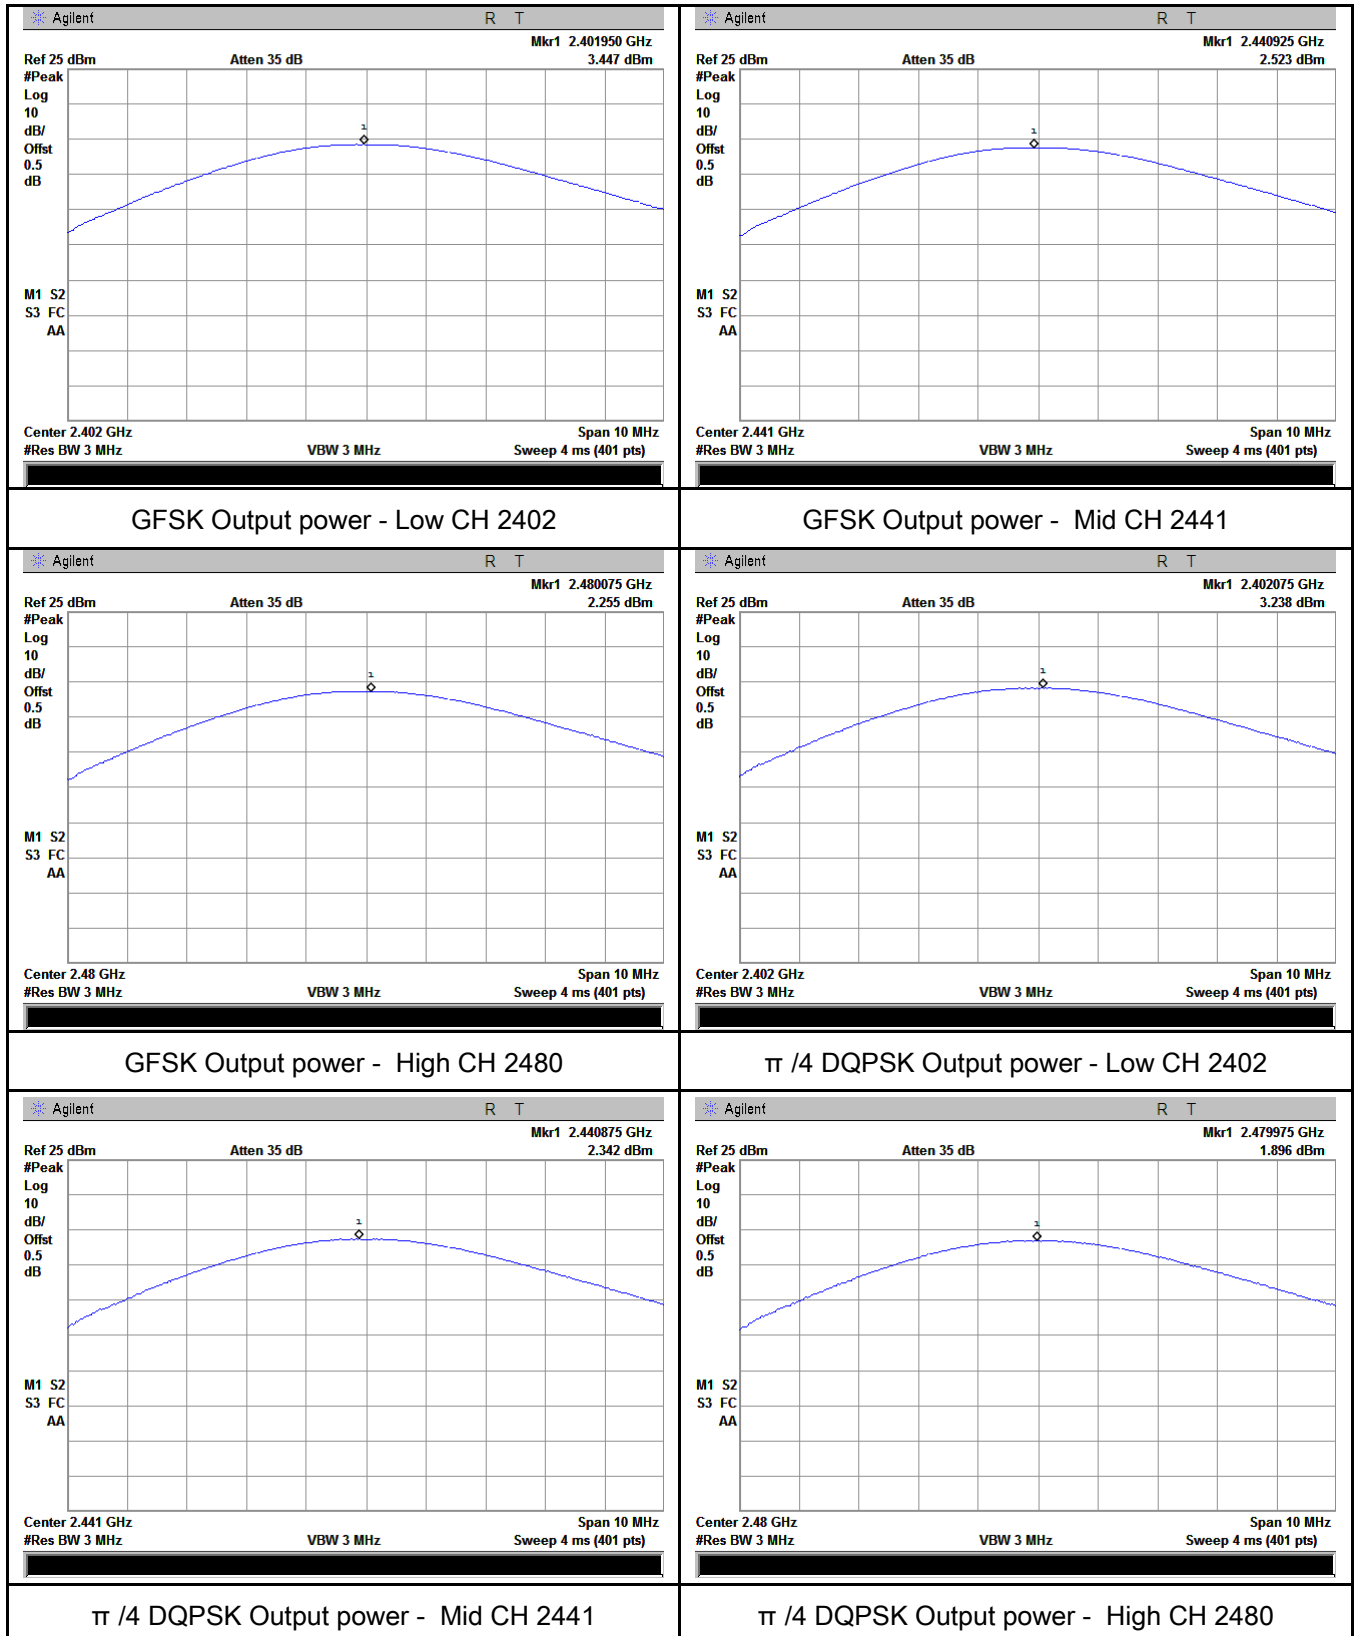 Agilent R T
Mkr1 2.401950 GHz
Ref 25 dBm Atten 35 dB 3.447 dBm
#Peak
Log
10
dB/
Offst
0.5
dB
1
M1 S2
S3 FC
AA
Center 2.402 GHz Span 10 MHz
#Res BW 3 MHz VBW 3 MHz Sweep 4 ms (401 pts)
GFSK Output power - Low CH 2402
Agilent R T
Mkr1 2.440925 GHz
Ref 25 dBm Atten 35 dB 2.523 dBm
#Peak
Log
10
dB/
Offst
0.5
dB
1
M1 S2
S3 FC
AA
Center 2.441 GHz Span 10 MHz
#Res BW 3 MHz VBW 3 MHz Sweep 4 ms (401 pts)
GFSK Output power - Mid CH 2441
Agilent R T
Mkr1 2.480075 GHz
Ref 25 dBm Atten 35 dB 2.255 dBm
#Peak
Log
10
dB/
Offst
0.5
dB
1
M1 S2
S3 FC
AA
Center 2.48 GHz Span 10 MHz
#Res BW 3 MHz VBW 3 MHz Sweep 4 ms (401 pts)
GFSK Output power - High CH 2480
Agilent R T
Mkr1 2.402075 GHz
Ref 25 dBm Atten 35 dB 3.238 dBm
#Peak
Log
10
dB/
Offst
0.5
dB
1
M1 S2
S3 FC
AA
Center 2.402 GHz Span 10 MHz
#Res BW 3 MHz VBW 3 MHz Sweep 4 ms (401 pts)
π /4 DQPSK Output power - Low CH 2402
Agilent R T
Mkr1 2.440875 GHz
Ref 25 dBm Atten 35 dB 2.342 dBm
#Peak
Log
10
dB/
Offst
0.5
dB
1
M1 S2
S3 FC
AA
Center 2.441 GHz Span 10 MHz
#Res BW 3 MHz VBW 3 MHz Sweep 4 ms (401 pts)
π /4 DQPSK Output power - Mid CH 2441
Agilent R T
Mkr1 2.479975 GHz
Ref 25 dBm Atten 35 dB 1.896 dBm
#Peak
Log
10
dB/
Offst
0.5
dB
1
M1 S2
S3 FC
AA
Center 2.48 GHz Span 10 MHz
#Res BW 3 MHz VBW 3 MHz Sweep 4 ms (401 pts)
π /4 DQPSK Output power - High CH 2480